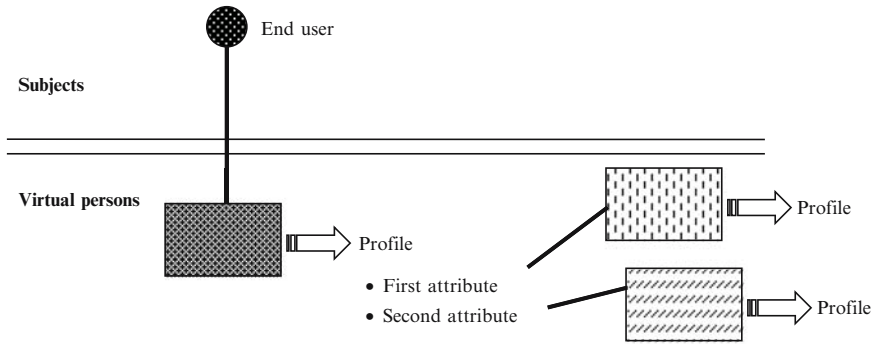 End user
Subjects
Virtual persons
Profile
• First attribute
• Second attribute
Profile
Profile